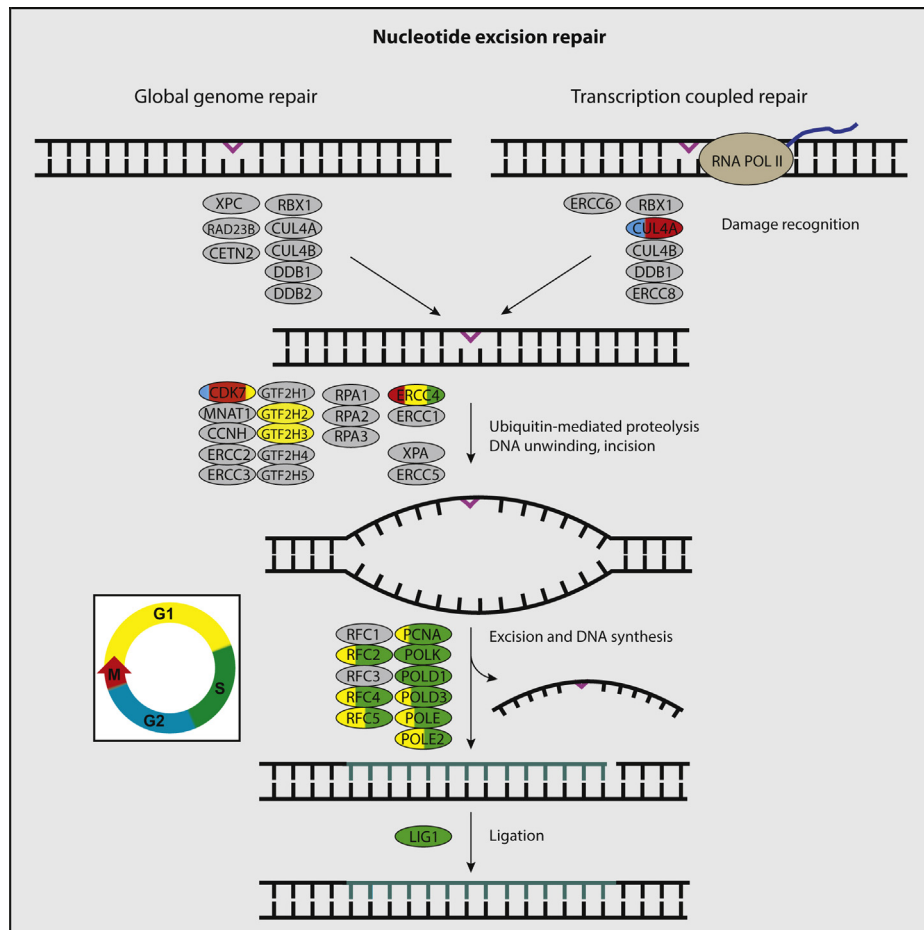 Nucleotide excision repair
Global genome repair
Transcription coupled repair
RNA POL II
XPC
RAD23B
CETN2
RBX1
CUL4A
CUL4B
DDB1
DDB2
ERCC6
RBX1
CUL4A
CUL4B
DDB1
ERCC8
Damage recognition
CDK7
MNAT1
CCNH
ERCC2
ERCC3
GTF2H1
GTF2H2
GTF2H3
GTF2H4
GTF2H5
RPA1
RPA2
RPA3
ERCC4
ERCC1
XPA
ERCC5
Ubiquitin-mediated proteolysis
DNA unwinding, incision
G1
S
G2
M
RFC1
RFC2
RFC3
RFC4
RFC5
PCNA
POLK
POLD1
POLD3
POLE
POLE2
Excision and DNA synthesis
LIG1
Ligation